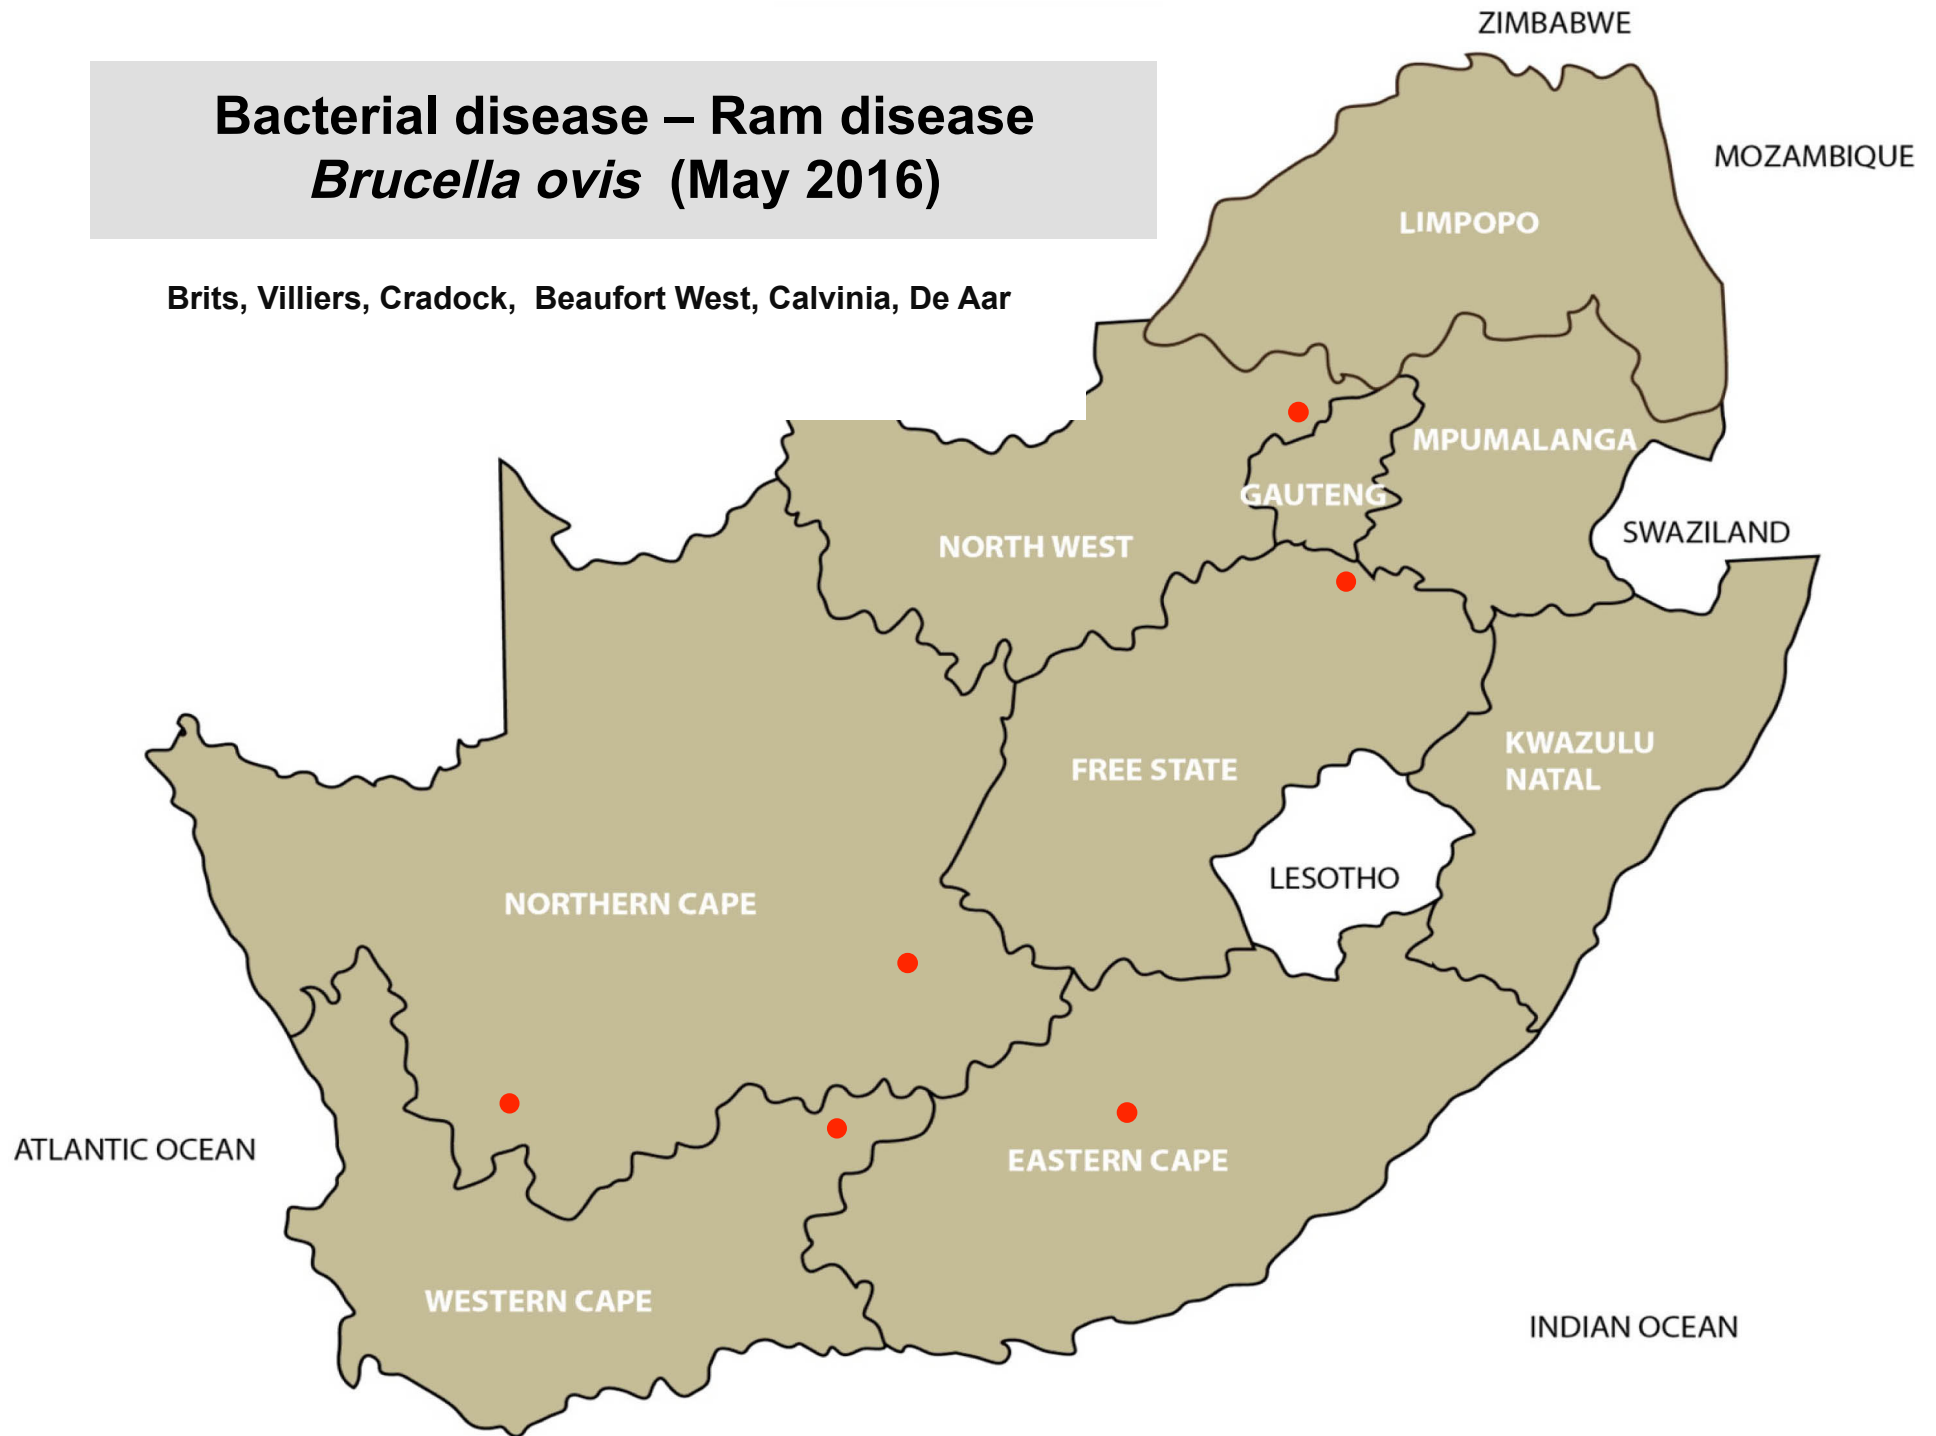 ZIMBABWE
Bacterial disease – Ram disease
Brucella ovis (May 2016)
MOZAMBIQUE
LIMPOPO
Brits, Villiers, Cradock, Beaufort West, Calvinia, De Aar
MPUMALANGA
GAUTENG
SWAZILAND
NORTH WEST
KWAZULU
NATAL
FREE STATE
LESOTHO
NORTHERN CAPE
ATLANTIC OCEAN
EASTERN CAPE
WESTERN CAPE
INDIAN OCEAN